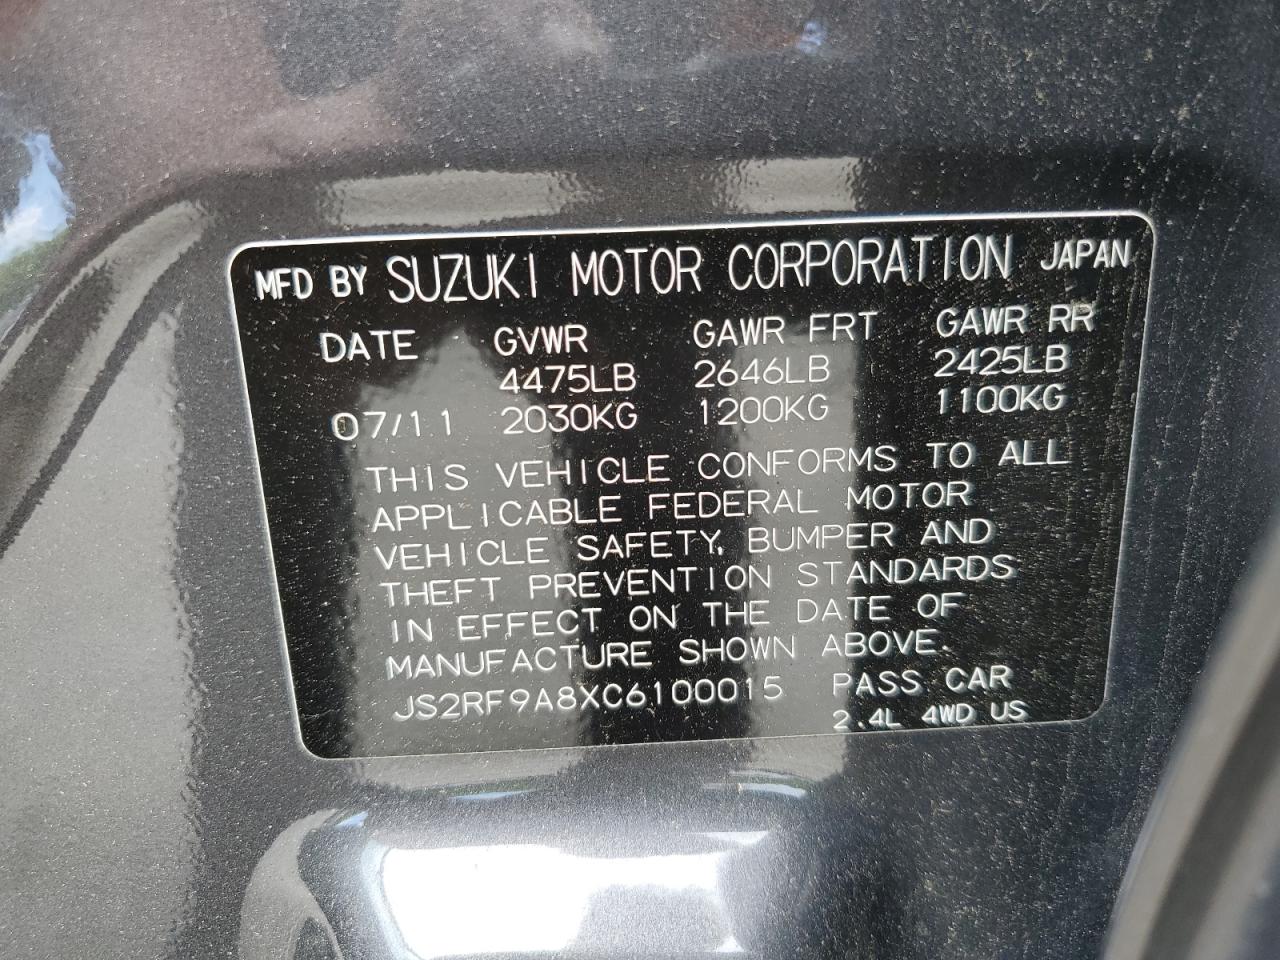 MFD BY SUZUKI MOTOR CORPORATION JAPAN
DATE GVWR GAWR FRT GAWR RR
4475LB 2646LB 2425LB
07/11 2030KG 1200KG 1100KG
THIS VEHICLE CONFORMS TO ALL
APPLICABLE FEDERAL MOTOR
VEHICLE SAFETY, BUMPER AND
THEFT PREVENTION STANDARDS
IN EFFECT ON THE DATE OF
MANUFACTURE SHOWN ABOVE.
JS2RF9A8XC6100015 PASS CAR
2.4L 4WD US